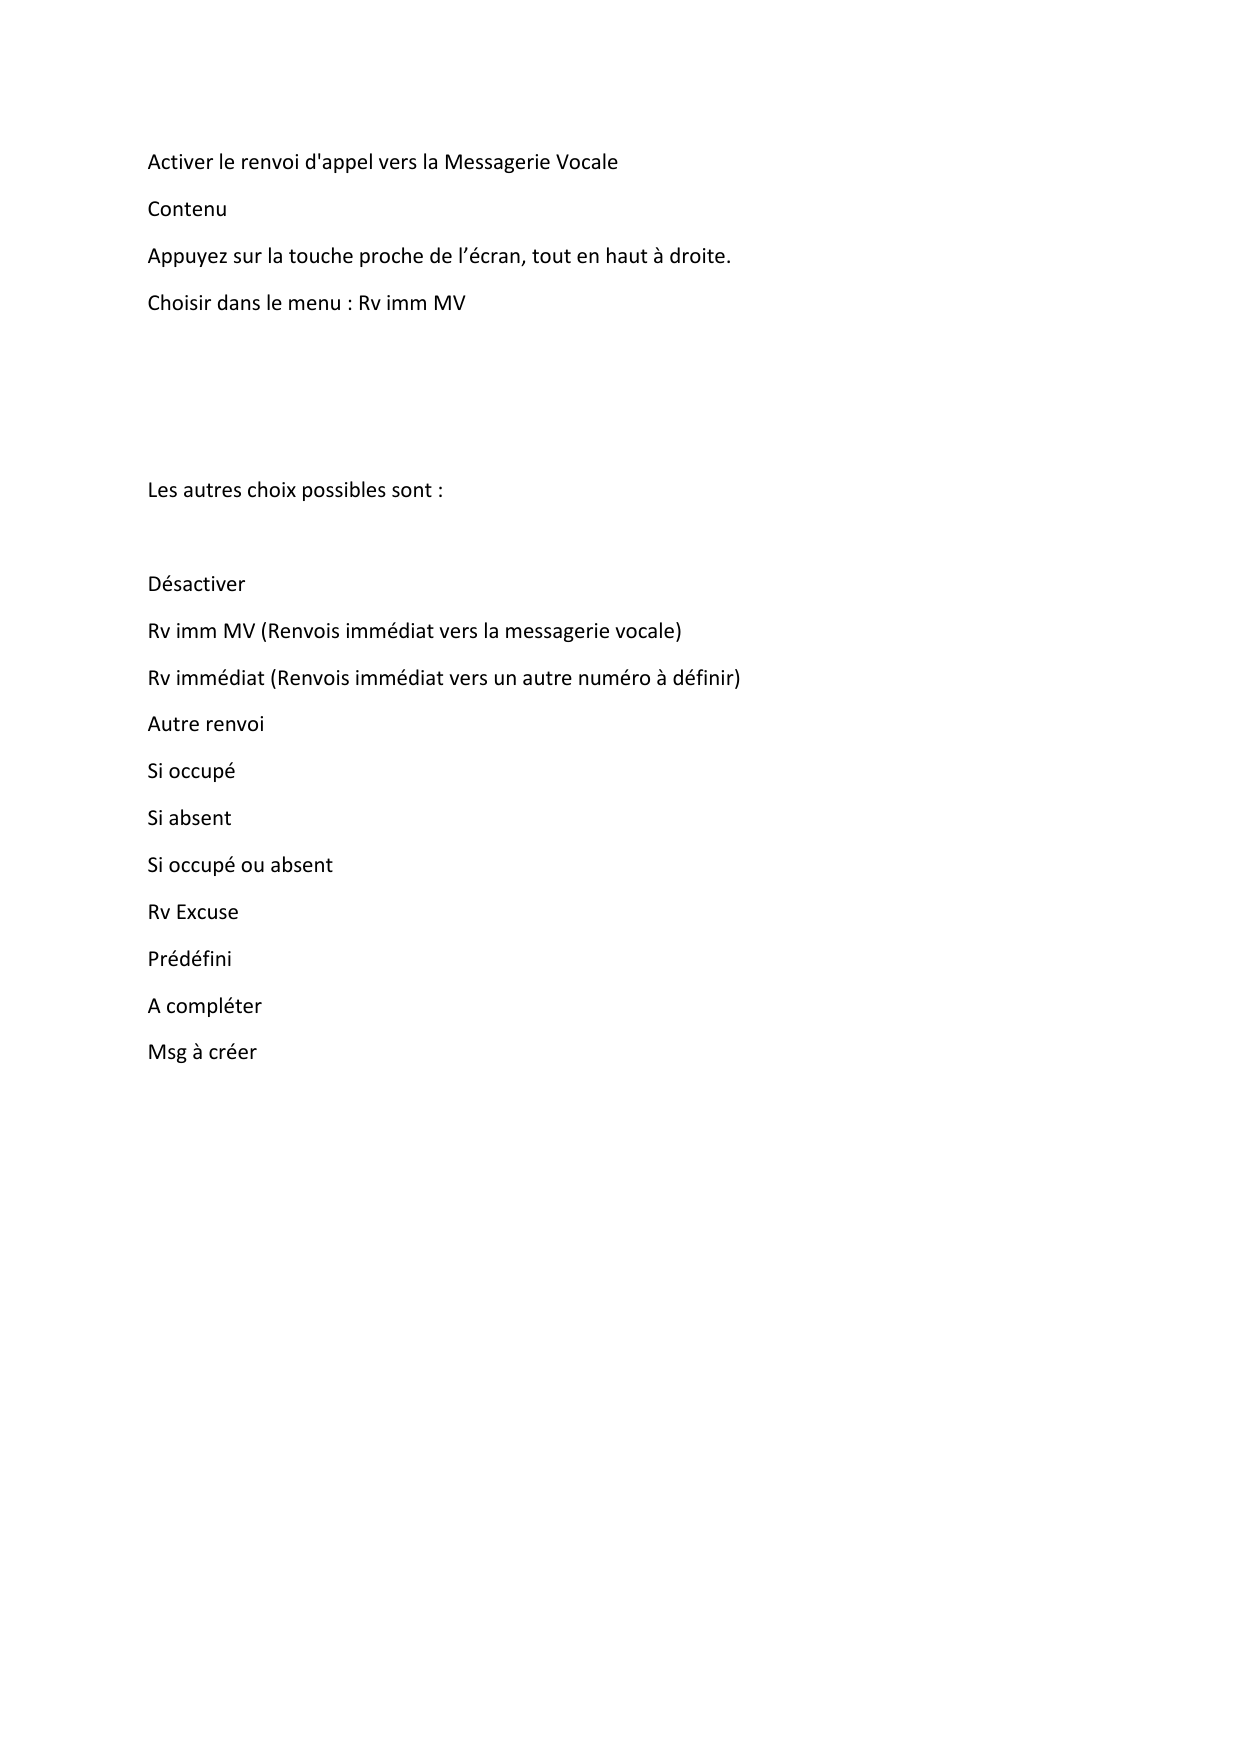 Activer le renvoi d'appel vers la Messagerie Vocale
Contenu
Appuyez sur la touche proche de l’écran, tout en haut à droite.
Choisir dans le menu : Rv imm MV
Les autres choix possibles sont :
Désactiver
Rv imm MV (Renvois immédiat vers la messagerie vocale)
Rv immédiat (Renvois immédiat vers un autre numéro à définir)
Autre renvoi
Si occupé
Si absent
Si occupé ou absent
Rv Excuse
Prédéfini
A compléter
Msg à créer